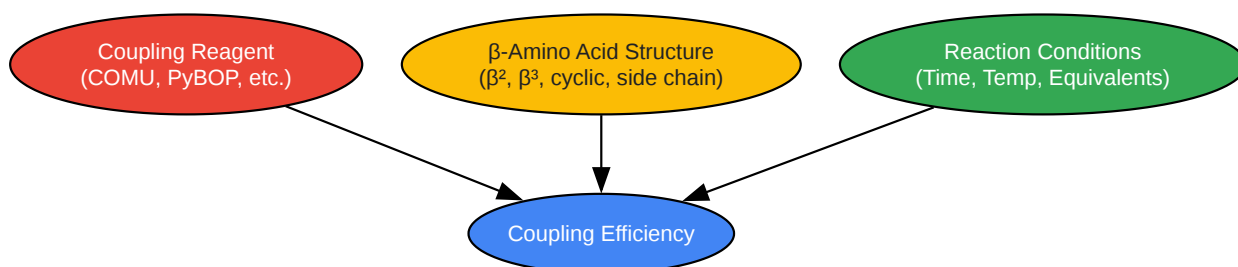 Coupling Reagent
(COMU, PyBOP, etc.)
β-Amino Acid Structure
(β², β³, cyclic, side chain)
Reaction Conditions
(Time, Temp, Equivalents)
Coupling Efficiency